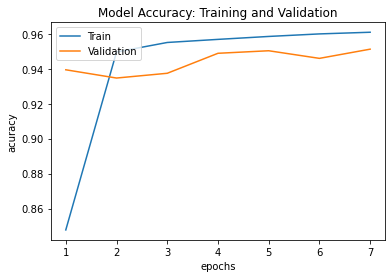 Model Accuracy: Training and Validation
Train
Validation
0.96
0.94
0.92
0.90
0.88
0.86
acuracy
1 2 3 4 5 6 7
epochs